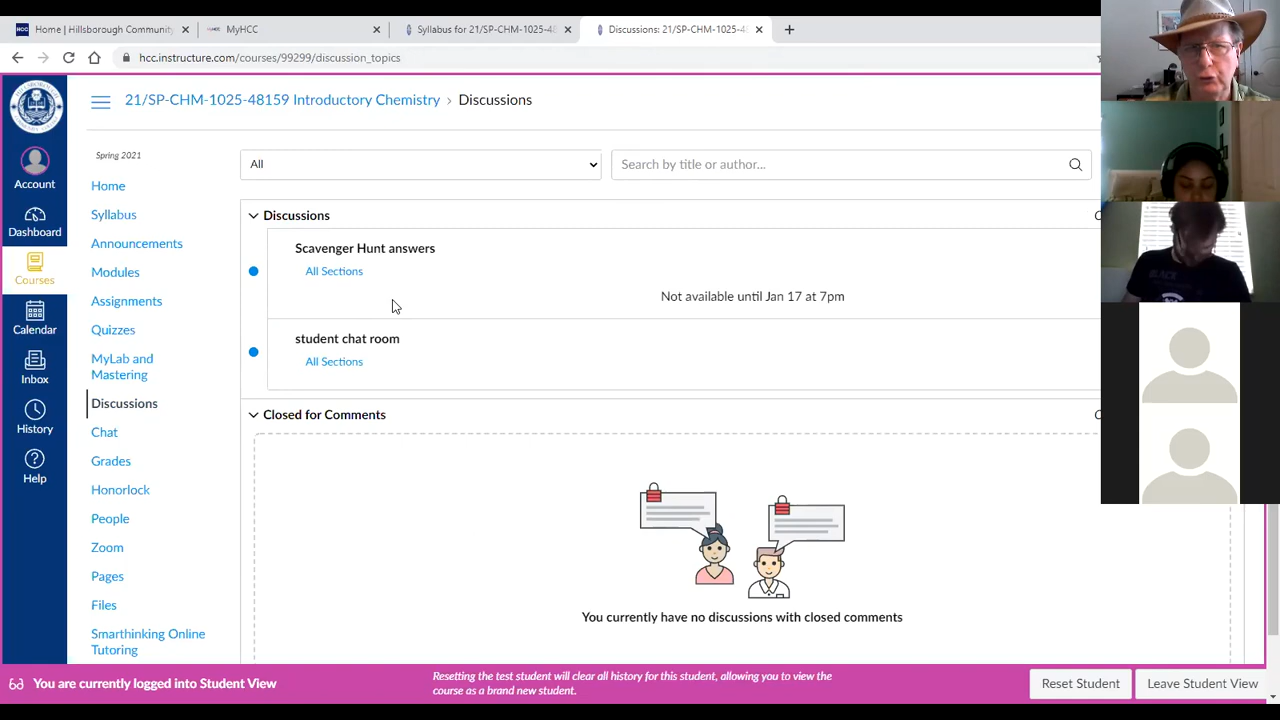 Home | Hillsborough Community
MyHCC
Syllabus for 21/SP-CHM-1025-48
Discussions: 21/SP-CHM-1025-4
hcc.instructure.com/courses/99299/discussion_topics
21/SP-CHM-1025-48159 Introductory Chemistry › Discussions
Spring 2021
Account
Dashboard
Courses
Calendar
Inbox
History
Help
Home
Syllabus
Announcements
Modules
Assignments
Quizzes
MyLab and
Mastering
Discussions
Chat
Grades
Honorlock
People
Zoom
Pages
Files
Smarthinking Online
Tutoring
All
Search by title or author...
Discussions
Scavenger Hunt answers
All Sections
Not available until Jan 17 at 7pm
student chat room
All Sections
Closed for Comments
You currently have no discussions with closed comments
You are currently logged into Student View
Resetting the test student will clear all history for this student, allowing you to view the
course as a brand new student.
Reset Student
Leave Student View
BLACK